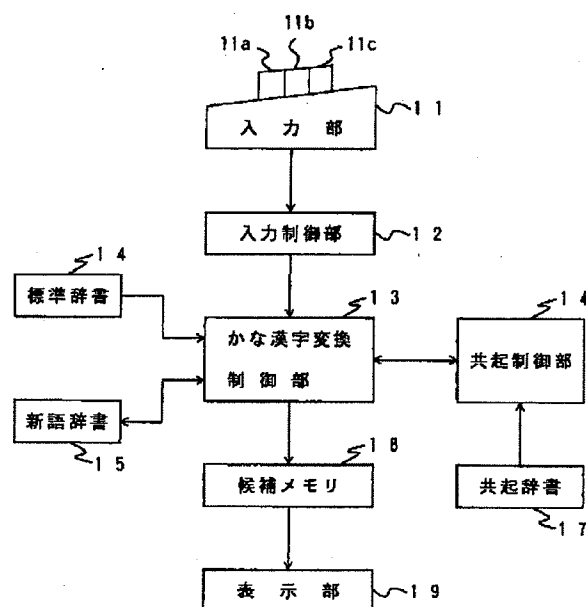 11a
11b
11c
11
入力部
入力制御部
12
14
標準辞書
13
かな漢字変換
制御部
14
共起制御部
新語辞書
15
18
候補メモリ
共起辞書
17
表示部
19